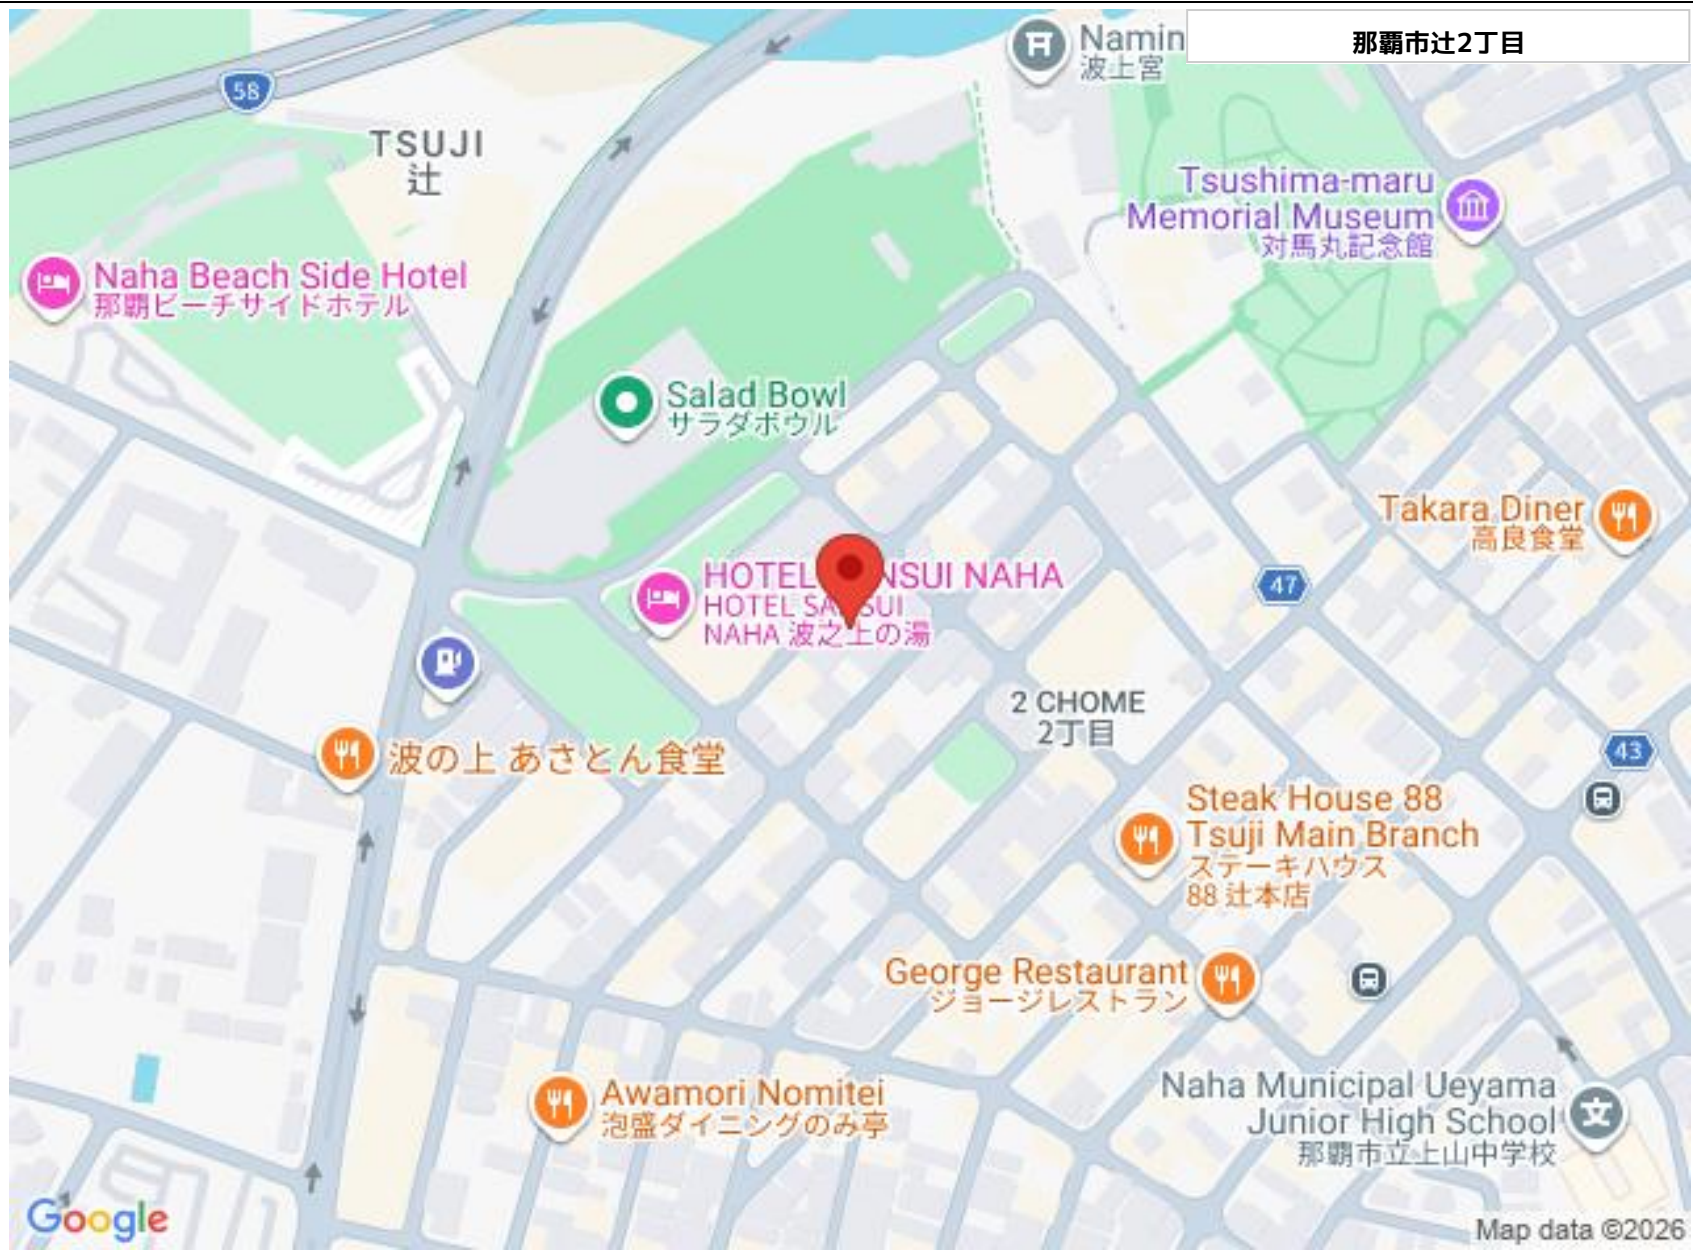 那覇市辻2丁目
Namin
波上宮
58
TSUJI
辻
Tsushima-maru
Memorial Museum
対馬丸記念館
Naha Beach Side Hotel
那覇ビーチサイドホテル
Salad Bowl
サラダボウル
Takara Diner
高良食堂
HOTEL NSUI NAHA
HOTEL SA SUI
NAHA 波之上の湯
47
2 CHOME
2丁目
43
波の上 あさとん食堂
Steak House 88
Tsuji Main Branch
ステーキハウス
88 辻本店
George Restaurant
ジョージレストラン
Naha Municipal Ueyama
Junior High School
那覇市立上山中学校
文
Awamori Nomitei
泡盛ダイニングのみ亭
Google
Map data ©2026